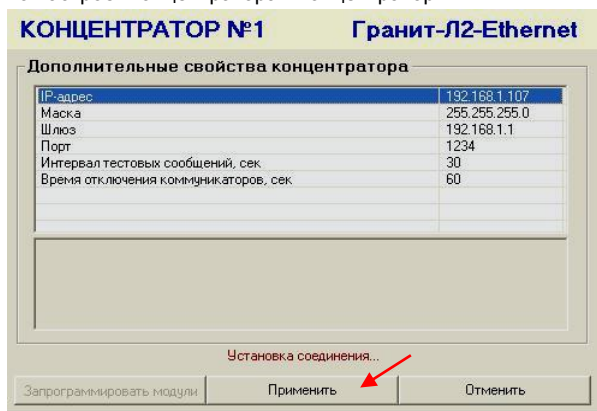 КОНЦЕНТРАТОР №1 Гранит-Л2-Ethernet
Дополнительные свойства концентратора
IP-адрес 192.168.1.107
Маска 255.255.255.0
Шлюз 192.168.1.1
Порт 1234
Интервал тестовых сообщений, сек 30
Время отключения коммуникаторов, сек 60
Установка соединения...
Запрограммировать модули Применить Отменить